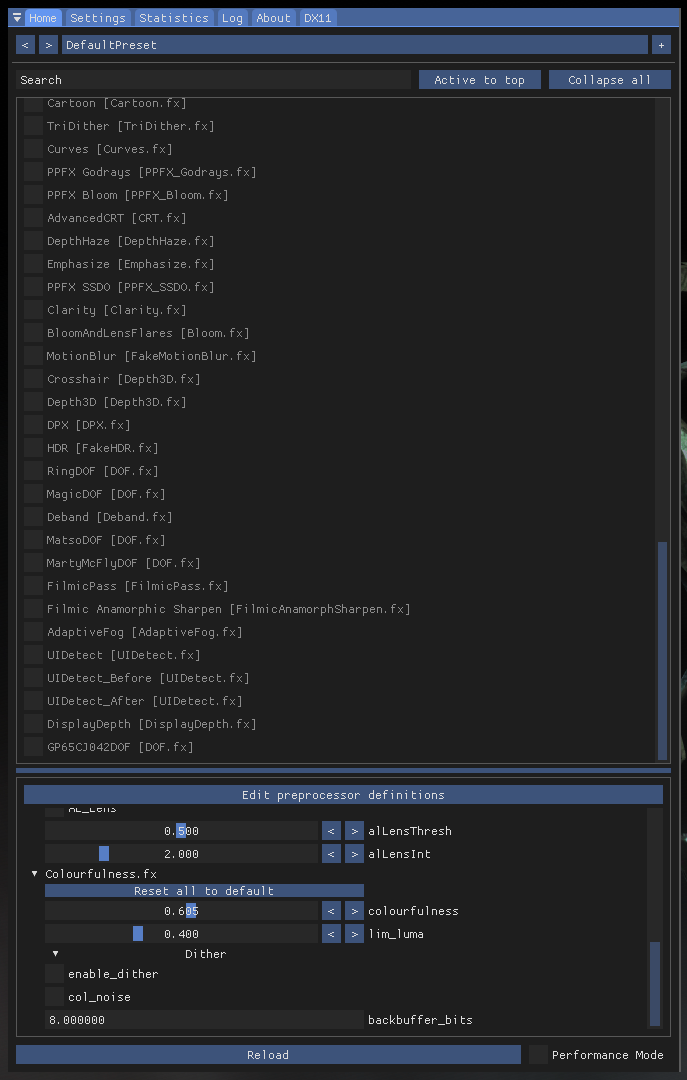 Home Settings Statistics Log About DX11
< > DefaultPreset +
Search Active to top Collapse all
Cartoon [Cartoon.fx]
TriDither [TriDither.fx]
Curves [Curves.fx]
PPFX Godrays [PPFX_Godrays.fx]
PPFX Bloom [PPFX_Bloom.fx]
AdvancedCRT [CRT.fx]
DepthHaze [DepthHaze.fx]
Emphasize [Emphasize.fx]
PPFX SSDO [PPFX_SSDO.fx]
Clarity [Clarity.fx]
BloomAndLensFlares [Bloom.fx]
MotionBlur [FakeMotionBlur.fx]
Crosshair [Depth3D.fx]
Depth3D [Depth3D.fx]
DPX [DPX.fx]
HDR [FakeHDR.fx]
RingDOF [DOF.fx]
MagicDOF [DOF.fx]
Deband [Deband.fx]
MatsoDOF [DOF.fx]
MartyMcFlyDOF [DOF.fx]
FilmicPass [FilmicPass.fx]
Filmic Anamorphic Sharpen [FilmicAnamorphSharpen.fx]
AdaptiveFog [AdaptiveFog.fx]
UIDetect [UIDetect.fx]
UIDetect_Before [UIDetect.fx]
UIDetect_After [UIDetect.fx]
DisplayDepth [DisplayDepth.fx]
GP65CJ042DOF [DOF.fx]
Edit preprocessor definitions
AL_Lens
0.500 < > alLensThresh
2.000 < > alLensInt
Colourfulness.fx
Reset all to default
0.605 < > colourfulness
0.400 < > lim_luma
Dither
enable_dither
col_noise
8.000000 backbuffer_bits
Reload Performance Mode